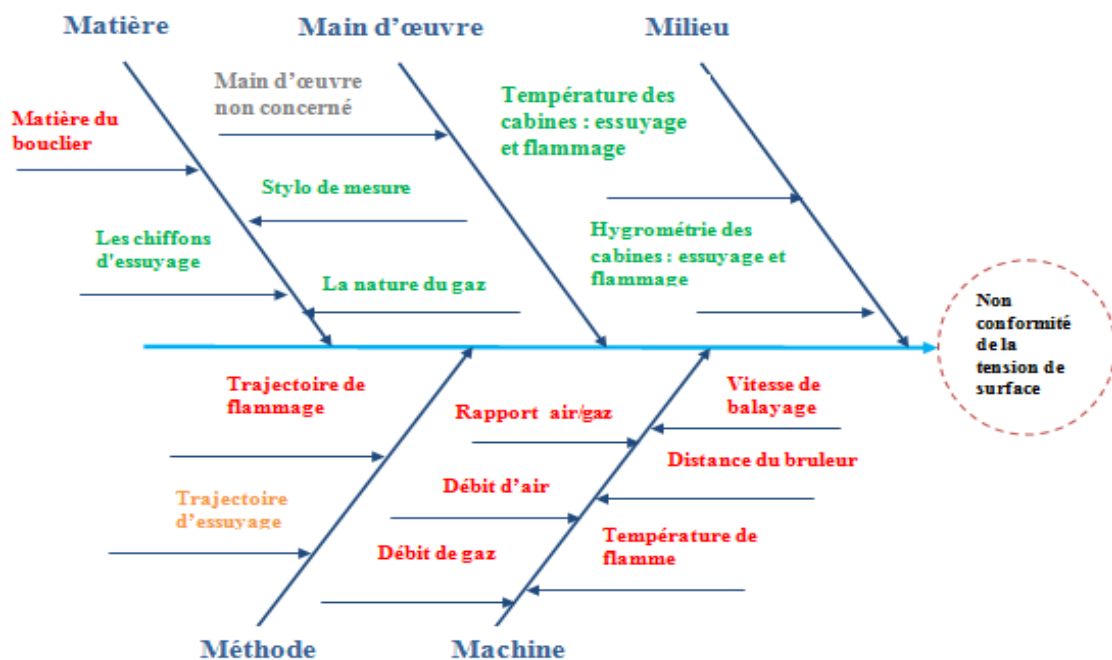 Matière
Main d'œuvre
Milieu
Main d'œuvre
non concerné
Température des
cabines : essuyage
et flammage
Matière du
bouclier
Stylo de mesure
Les chiffons
d'essuyage
Hygrométrie des
cabines : essuyage et
flammage
La nature du gaz
Non
conformité
de la
tension de
surface
Trajectoire de
flammage
Rapport air/gaz
Vitesse de
balayage
Distance du bruleur
Trajectoire
d'essuyage
Débit d'air
Débit de gaz
Température de
flamme
Méthode
Machine